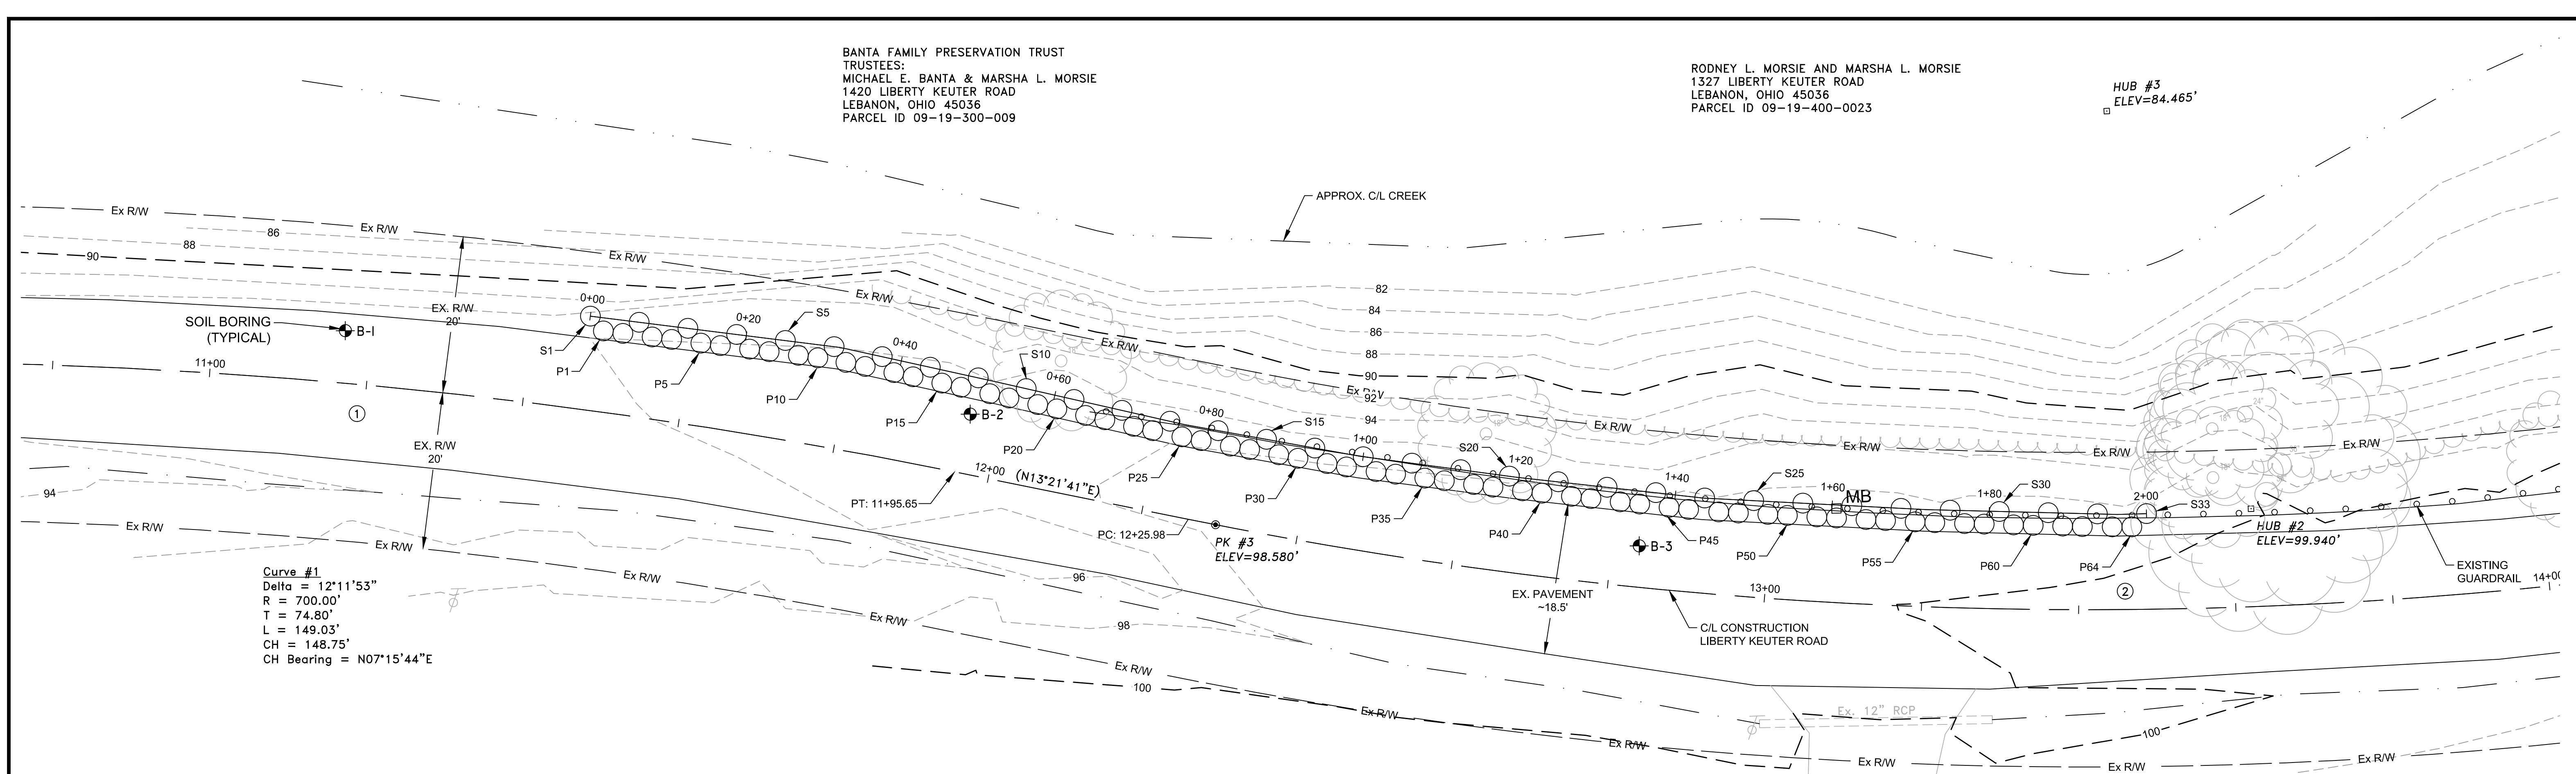 BANTA FAMILY PRESERVATION TRUST
TRUSTEES:
MICHAEL E. BANTA & MARSHA L. MORSIE
1420 LIBERTY KEUTER ROAD
LEBANON, OHIO 45036
PARCEL ID 09-19-300-009
RODNEY L. MORSIE AND MARSHA L. MORSIE
1327 LIBERTY KEUTER ROAD
LEBANON, OHIO 45036
PARCEL ID 09-19-400-0023
HUB #3
ELEV=84.465'
APPROX. C/L CREEK
Ex R/W
Ex R/W
Ex R/W
Ex R/W
Ex R/W
Ex R/W
Ex R/W
Ex R/W
Ex R/W
86
88
90
82
84
86
88
90
92
94
EX. R/W
20'
EX. R/W
20'
SOIL BORING
(TYPICAL)
B-1
B-2
B-3
0+00
0+20
0+40
0+60
0+80
1+00
1+20
1+40
1+60
1+80
2+00
S1
S5
S10
S15
S20
S25
S30
S33
MB
P1
P5
P10
P15
P20
P25
P30
P35
P40
P45
P50
P55
P60
P64
11+00
12+00
(N13°21'41"E)
13+00
14+00
1
2
PT: 11+95.65
PC: 12+25.98
PK #3
ELEV=98.580'
HUB #2
ELEV=99.940'
EXISTING
GUARDRAIL
EX. PAVEMENT
~18.5'
C/L CONSTRUCTION
LIBERTY KEUTER ROAD
18"
24"
94
96
98
100
100
Ex R/W
Ex R/W
Ex R/W
Ex R/W
Ex R/W
Ex R/W
Ex R/W
Ex R/W
Ex R/W
Ex R/W
Ex. 12" RCP
Curve #1
Delta = 12°11'53"
R = 700.00'
T = 74.80'
L = 149.03'
CH = 148.75'
CH Bearing = N07°15'44"E